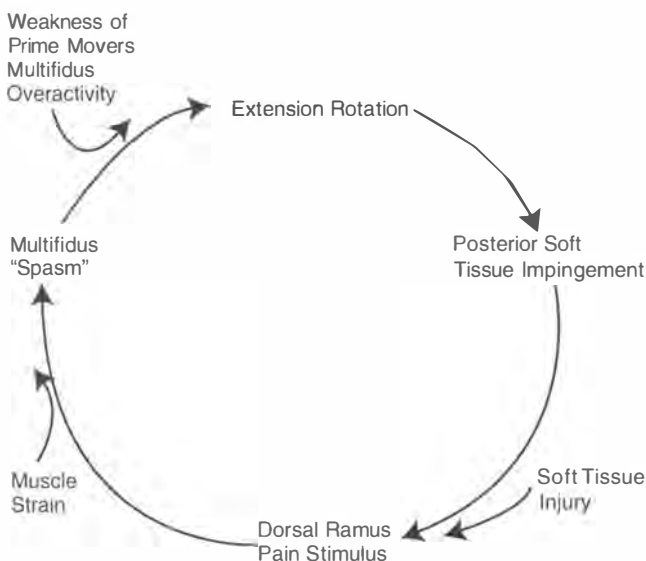 Weakness of
Prime Movers
Multifidus
Overactivity
Extension Rotation
Multifidus
"Spasm"
Posterior Soft
Tissue Impingement
Muscle
Strain
Soft Tissue
Injury
Dorsal Ramus
Pain Stimulus